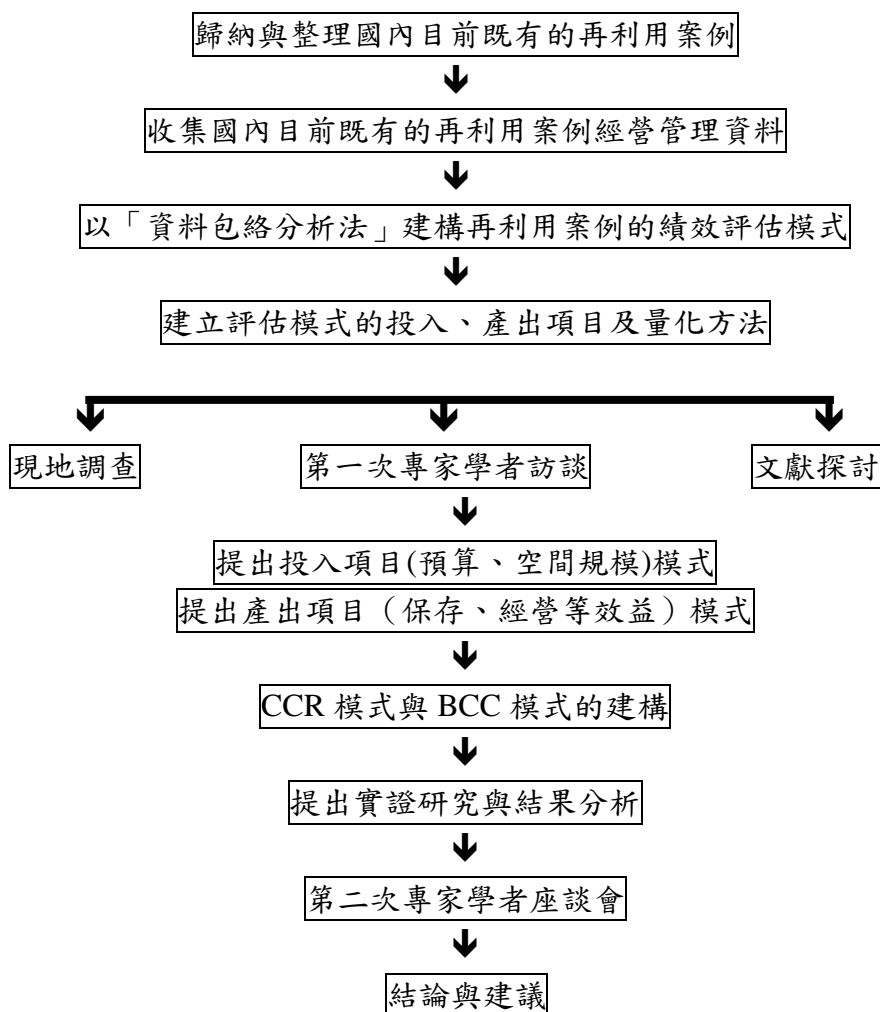 歸納與整理國內目前既有的再利用案例
收集國內目前既有的再利用案例經營管理資料
以「資料包絡分析法」建構再利用案例的績效評估模式
建立評估模式的投入、產出項目及量化方法
現地調查
第一次專家學者訪談
文獻探討
提出投入項目(預算、空間規模)模式
提出產出項目（保存、經營等效益）模式
CCR 模式與 BCC 模式的建構
提出實證研究與結果分析
第二次專家學者座談會
結論與建議